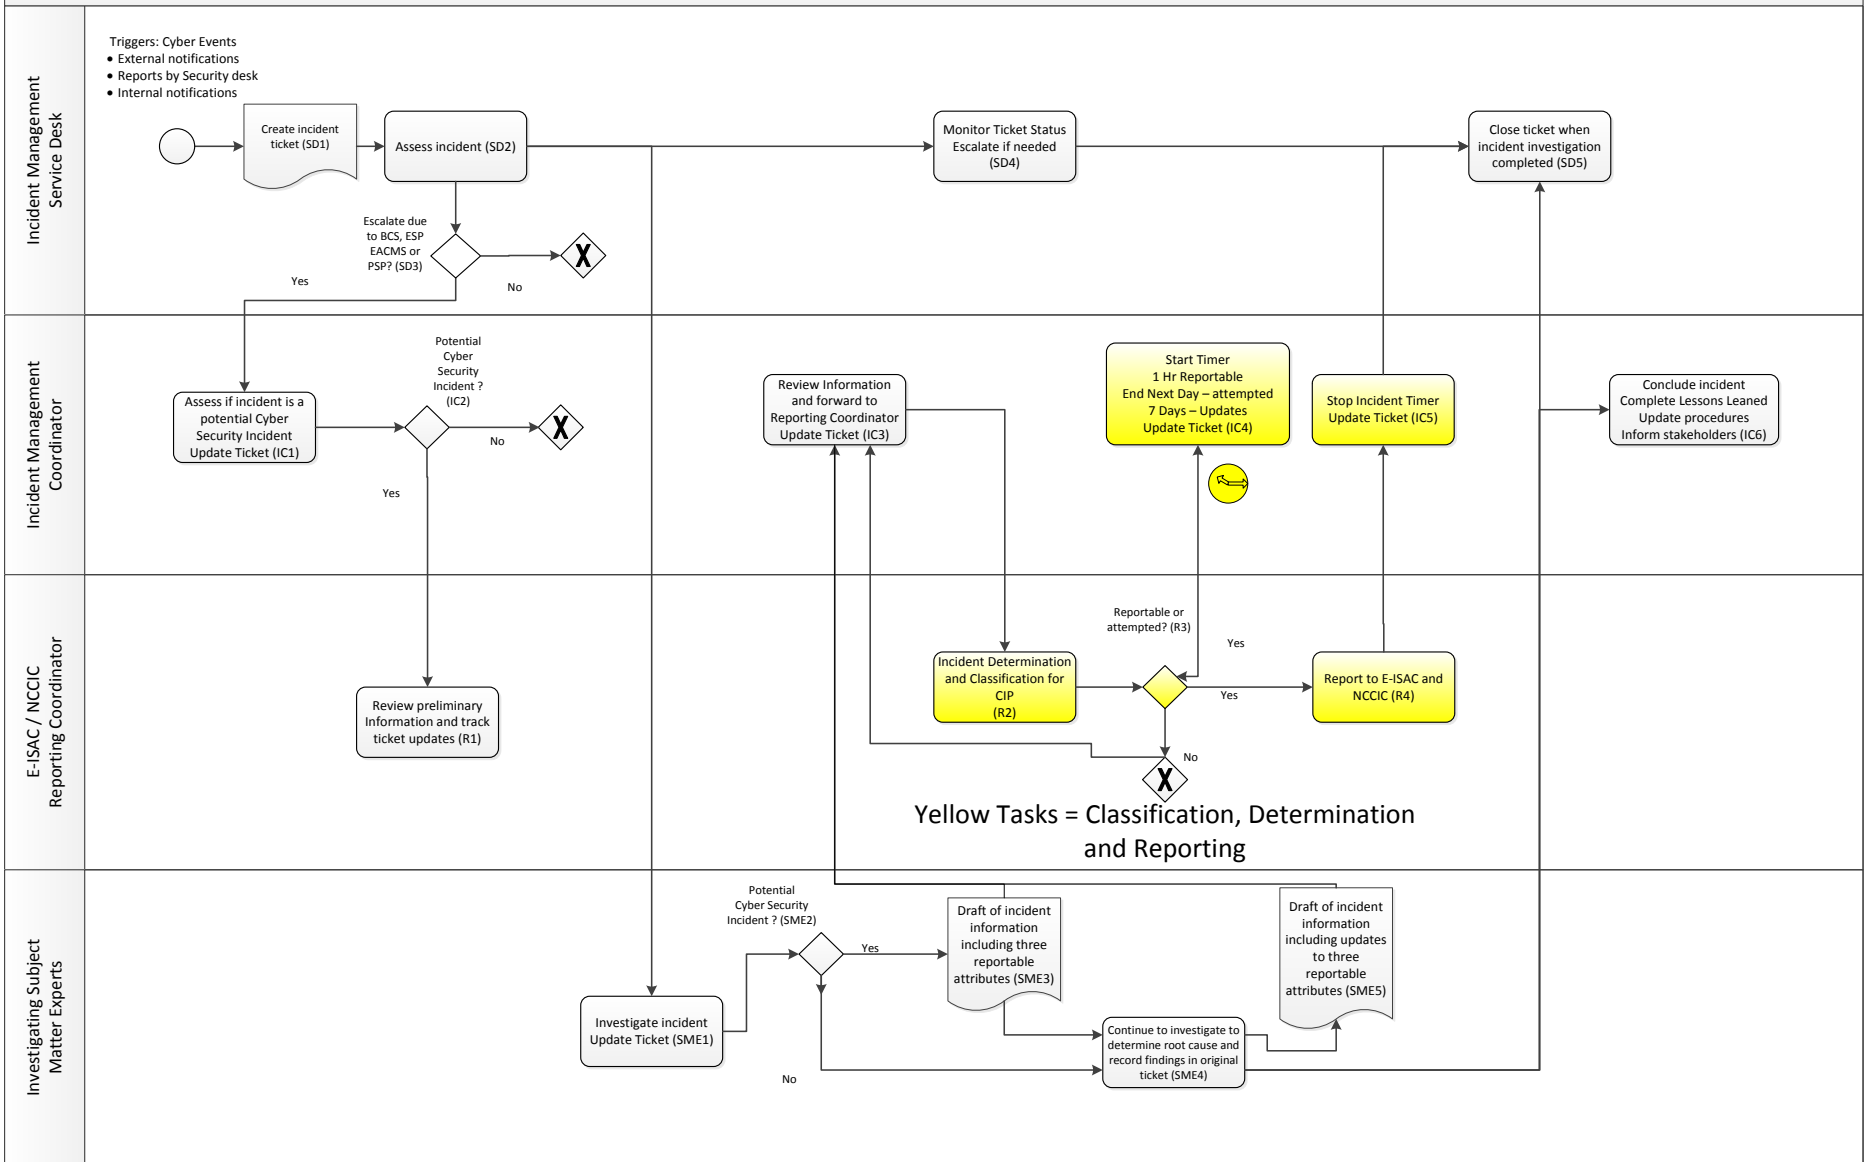 Incident Management
Service Desk
Triggers: Cyber Events
• External notifications
• Reports by Security desk
• Internal notifications
Create incident
ticket (SD1)
Assess incident (SD2)
Monitor Ticket Status
Escalate if needed
(SD4)
Close ticket when
incident investigation
completed (SD5)
Escalate due
to BCS, ESP
EACMS or
PSP? (SD3)
X
Yes
No
Incident Management
Coordinator
Potential
Cyber
Security
Incident ?
(IC2)
Assess if incident is a
potential Cyber
Security Incident
Update Ticket (IC1)
X
No
Yes
Review Information
and forward to
Reporting Coordinator
Update Ticket (IC3)
Start Timer
1 Hr Reportable
End Next Day – attempted
7 Days – Updates
Update Ticket (IC4)
Stop Incident Timer
Update Ticket (IC5)
Conclude incident
Complete Lessons Leaned
Update procedures
Inform stakeholders (IC6)
E-ISAC / NCCIC
Reporting Coordinator
Review preliminary
Information and track
ticket updates (R1)
Incident Determination
and Classification for
CIP
(R2)
Reportable or
attempted? (R3)
Yes
Yes
Report to E-ISAC and
NCCIC (R4)
No
X
Yellow Tasks = Classification, Determination
and Reporting
Investigating Subject
Matter Experts
Investigate incident
Update Ticket (SME1)
Potential
Cyber Security
Incident ? (SME2)
Yes
No
Draft of incident
information
including three
reportable
attributes (SME3)
Continue to investigate to
determine root cause and
record findings in original
ticket (SME4)
Draft of incident
information
including updates
to three
reportable
attributes (SME5)